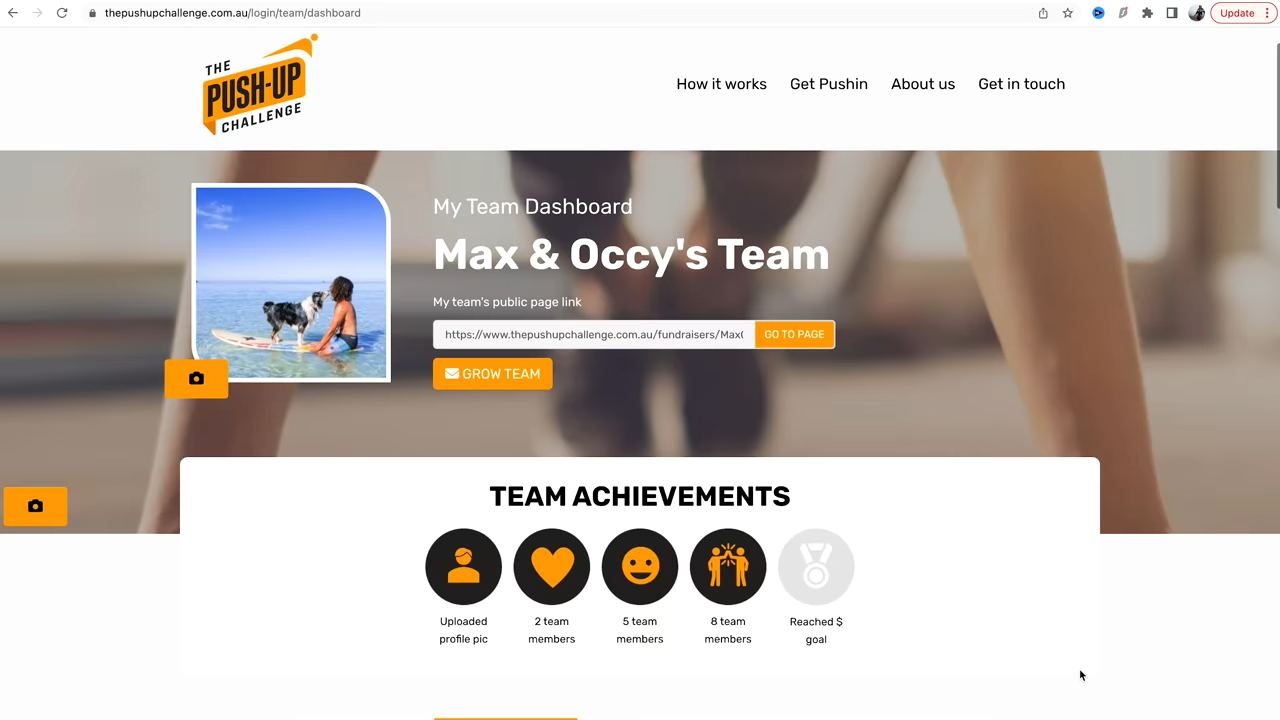 thepushupchallenge.com.au/login/team/dashboard
Update
THE
PUSH-UP
CHALLENGE
How it works
Get Pushin
About us
Get in touch
My Team Dashboard
Max & Occy's Team
My team's public page link
https://www.thepushupchallenge.com.au/fundraisers/Max
GO TO PAGE
GROW TEAM
TEAM ACHIEVEMENTS
Uploaded
profile pic
2 team
members
5 team
members
8 team
members
Reached $
goal